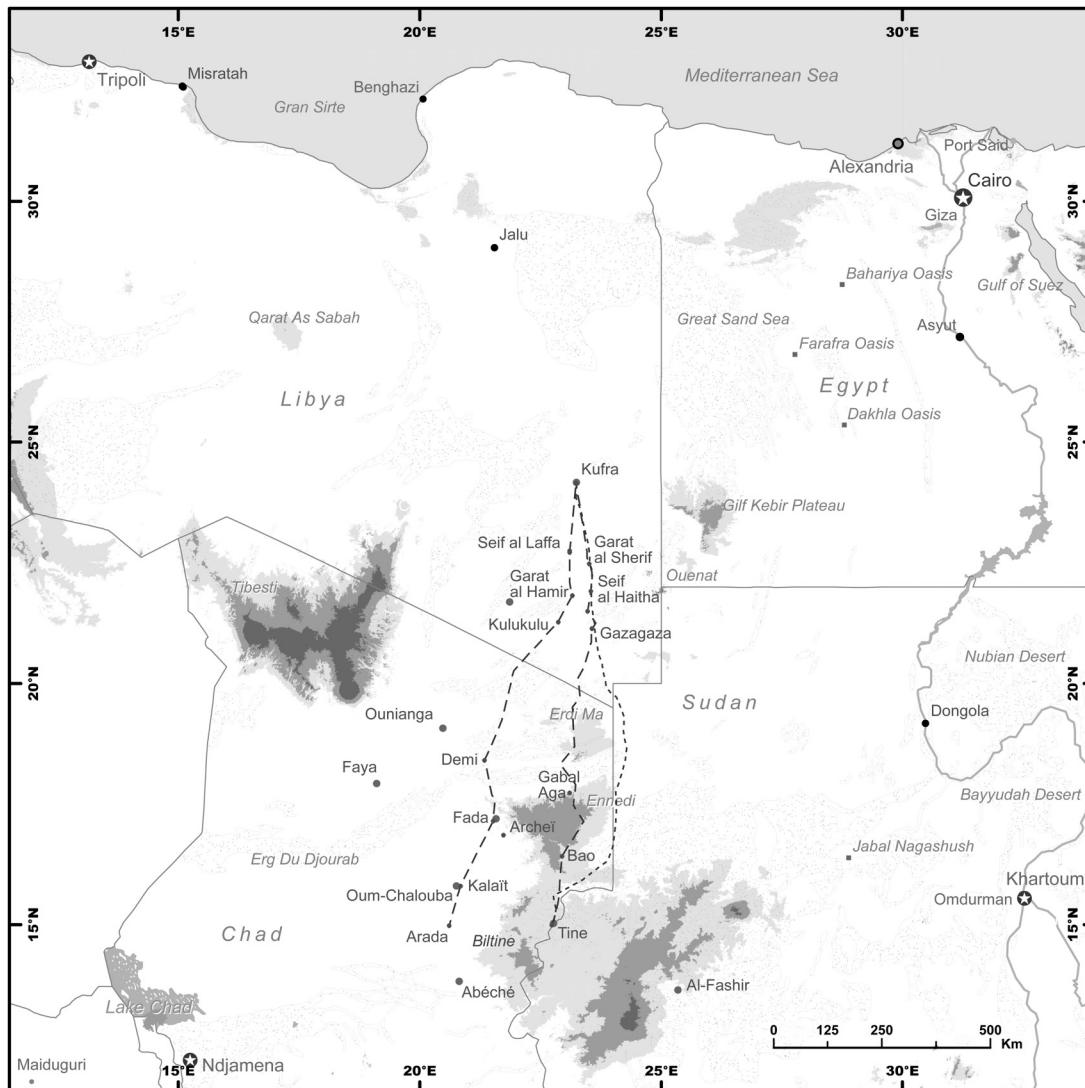 15°E
20°E
25°E
30°E
Tripoli
Misratah
Benghazi
Mediterranean Sea
Gran Sirte
Port Said
Alexandria
Cairo
30°N
30°N
Giza
Jalu
Bahariya Oasis
Gulf of Suez
Qarat As Sabah
Great Sand Sea
Asyut
Farafra Oasis
Libya
Egypt
Dakhla Oasis
25°N
25°N
Kufra
Gilf Kebir Plateau
Seif al Laffa
Garat
al Sherif
Ouenat
Tibesti
Garat
al Hamir
Seif
al Haitha
Kulukulu
Gazagaza
Nubian Desert
20°N
20°N
Sudan
Ounianga
Erdi Ma
Dongola
Demi
Faya
Gabal
Aga
Ennedi
Bayyudah Desert
Fada
Archeï
Erg Du Djourab
Bao
Jabal Nagashush
Kalaït
Oum-Chalouba
Khartoum
Omdurman
15°N
15°N
Chad
Arada
Biltine
Tine
Abéché
Al-Fashir
Lake Chad
0 125 250 500
Km
Maiduguri
Ndjamena
15°E
20°E
25°E
30°E